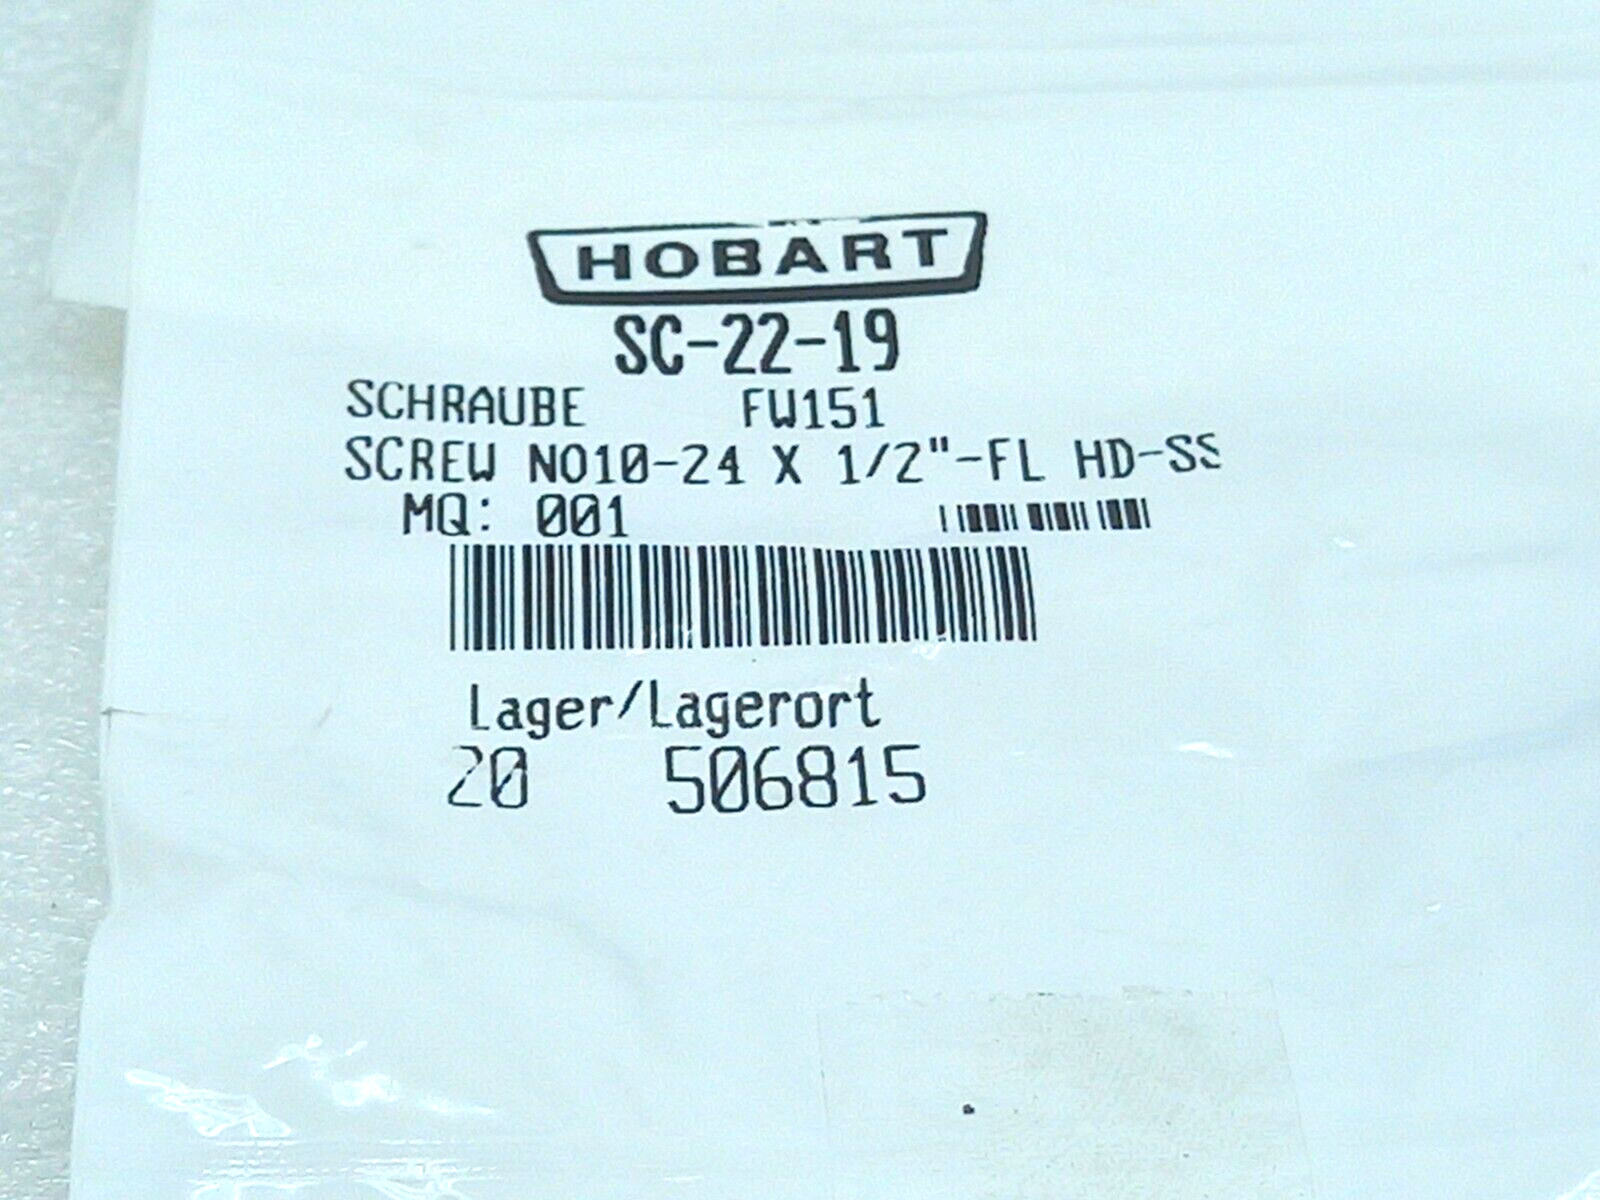 HOBART
SC-22-19
SCHRAUBE FW151
SCREW NO10-24 X 1/2"-FL HD-SS
MQ: 001
Lager/Lagerort
20 506815